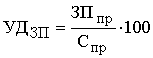 УД_ЗП = ЗП_пр / С_пр · 100